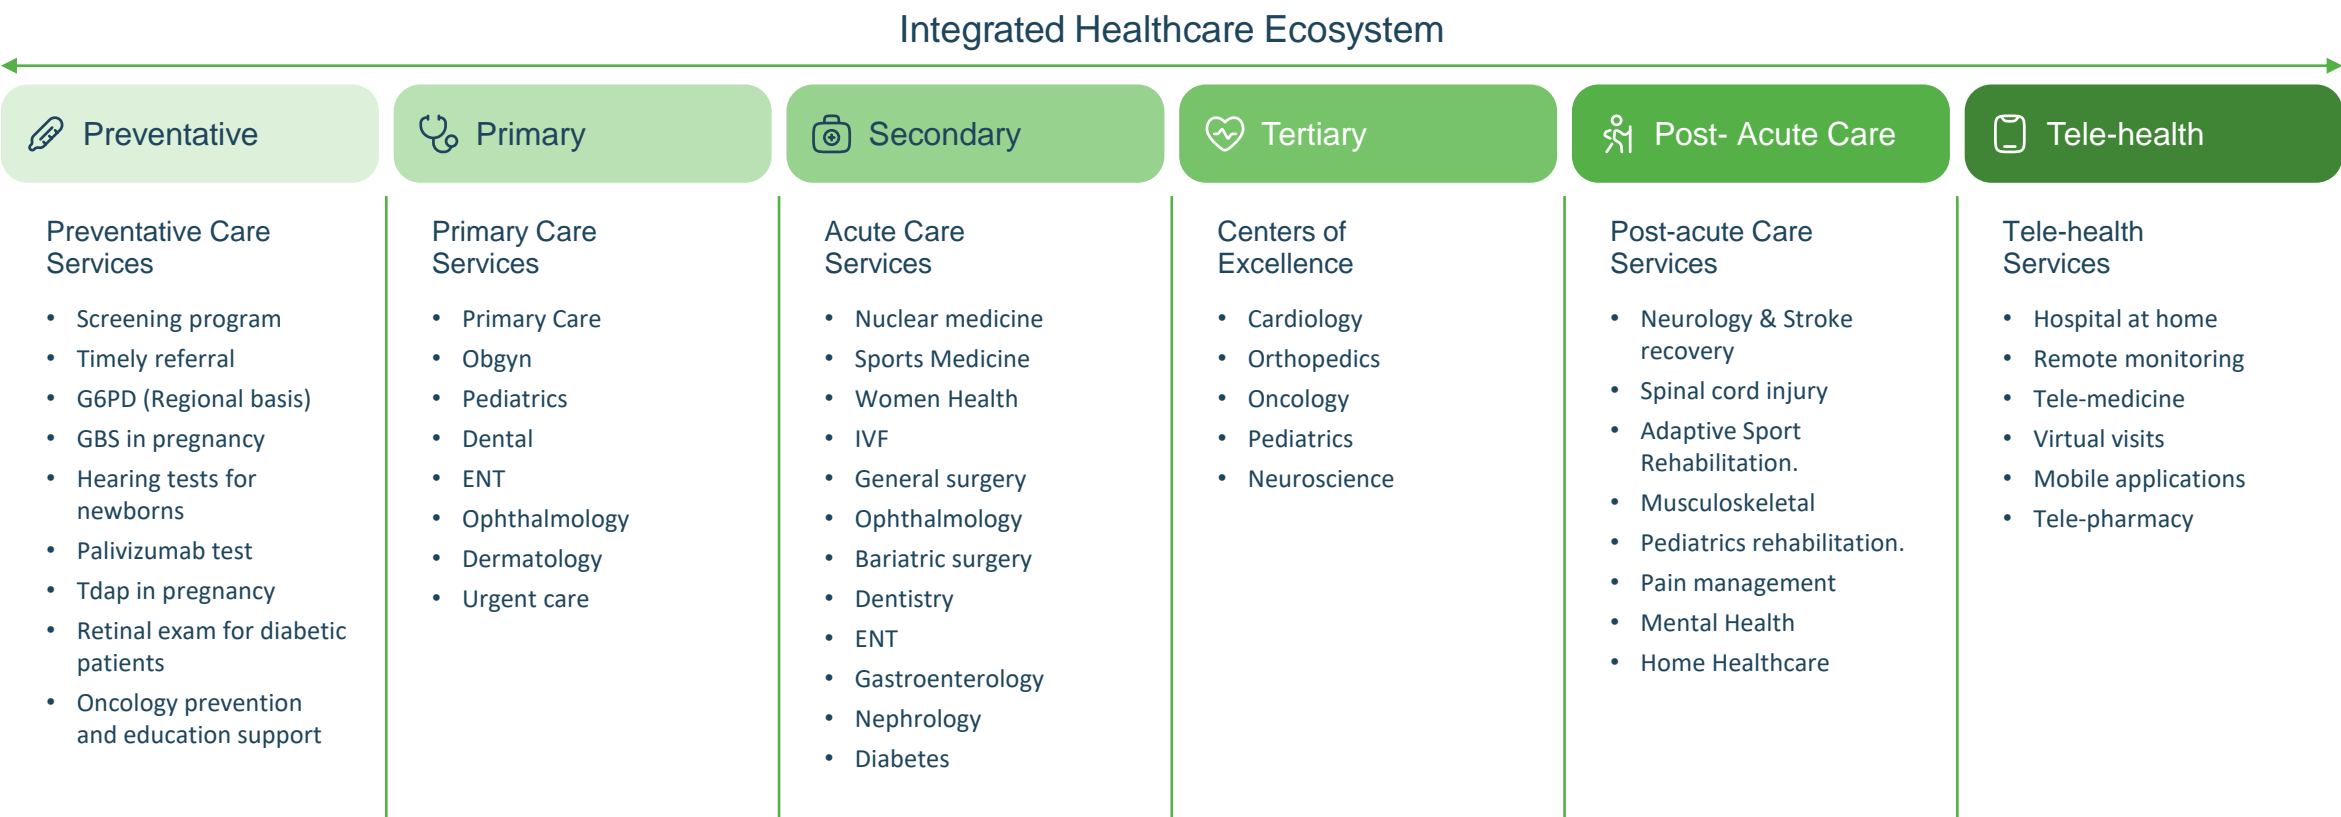 Integrated Healthcare Ecosystem
Preventative
Primary
Secondary
Tertiary
Post- Acute Care
Tele-health
Preventative Care
Services
• Screening program
• Timely referral
• G6PD (Regional basis)
• GBS in pregnancy
• Hearing tests for
newborns
• Palivizumab test
• Tdap in pregnancy
• Retinal exam for diabetic
patients
• Oncology prevention
and education support
Primary Care
Services
• Primary Care
• Obgyn
• Pediatrics
• Dental
• ENT
• Ophthalmology
• Dermatology
• Urgent care
Acute Care
Services
• Nuclear medicine
• Sports Medicine
• Women Health
• IVF
• General surgery
• Ophthalmology
• Bariatric surgery
• Dentistry
• ENT
• Gastroenterology
• Nephrology
• Diabetes
Centers of
Excellence
• Cardiology
• Orthopedics
• Oncology
• Pediatrics
• Neuroscience
Post-acute Care
Services
• Neurology & Stroke
recovery
• Spinal cord injury
• Adaptive Sport
Rehabilitation.
• Musculoskeletal
• Pediatrics rehabilitation.
• Pain management
• Mental Health
• Home Healthcare
Tele-health
Services
• Hospital at home
• Remote monitoring
• Tele-medicine
• Virtual visits
• Mobile applications
• Tele-pharmacy